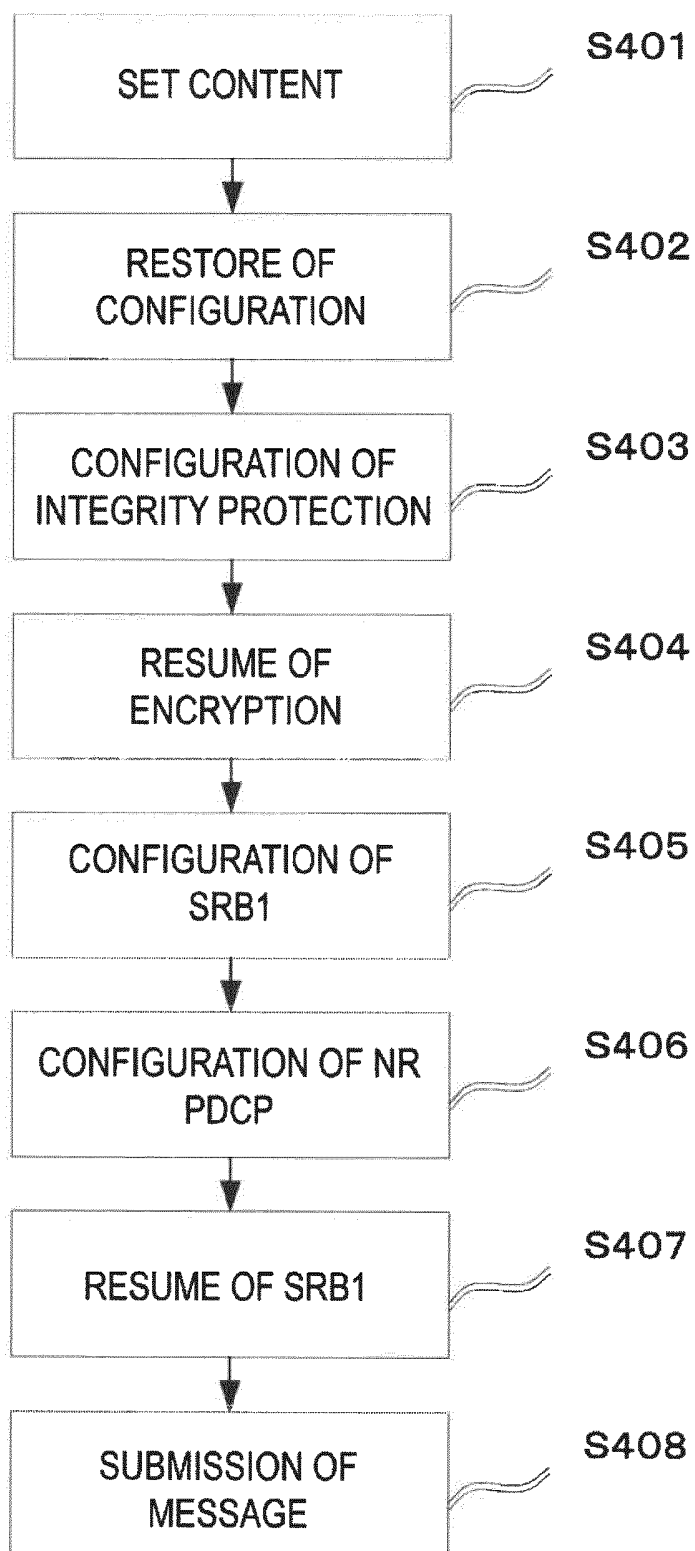 SET CONTENT
S401
RESTORE OF
CONFIGURATION
S402
CONFIGURATION OF
INTEGRITY PROTECTION
S403
RESUME OF
ENCRYPTION
S404
CONFIGURATION OF
SRB1
S405
CONFIGURATION OF NR
PDCP
S406
RESUME OF SRB1
S407
SUBMISSION OF
MESSAGE
S408